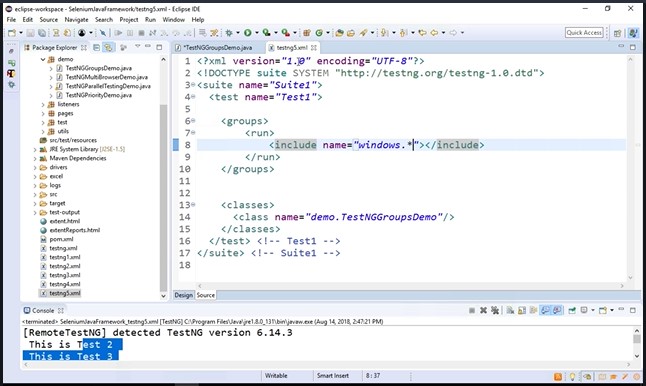 eclipse-workspace - SeleniumJavaFramework/testng5.xml - Eclipse IDE
File Edit Navigate Search Project Run Design Window Help
Quick Access
Package Explorer
demo
TestNGGroupsDemo.java
TestNGMultiBrowserDemo.java
TestNGParallelTestingDemo.java
TestNGPriorityDemo.java
listeners
pages
test
utils
src/test/resources
JRE System Library [J2SE-1.5]
Maven Dependencies
drivers
excel
logs
src
target
test-output
extent.html
extentReports.html
pom.xml
testng.xml
testng1.xml
testng2.xml
testng3.xml
testng4.xml
testng5.xml
*TestNGGroupsDemo.java
testng5.xml
1 <?xml version="1.0" encoding="UTF-8"?>
2 <!DOCTYPE suite SYSTEM "http://testng.org/testng-1.0.dtd">
3 <suite name="Suite1">
4 <test name="Test1">
5
6 <groups>
7 <run>
8 <include name="windows.*"></include>
9 </run>
10 </groups>
11
12
13 <classes>
14 <class name="demo.TestNGGroupsDemo"/>
15 </classes>
16 </test> <!-- Test1 -->
17 </suite> <!-- Suite1 -->
18
Design Source
Console
<terminated> SeleniumJavaFramework_testng5.xml [TestNG] C:\Program Files\Java\jre1.8.0_131\bin\javaw.exe (Aug 14, 2018, 2:47:21 PM)
[RemoteTestNG] detected TestNG version 6.14.3
This is Test 2
This is Test 3
Writable
Smart Insert
8 : 37